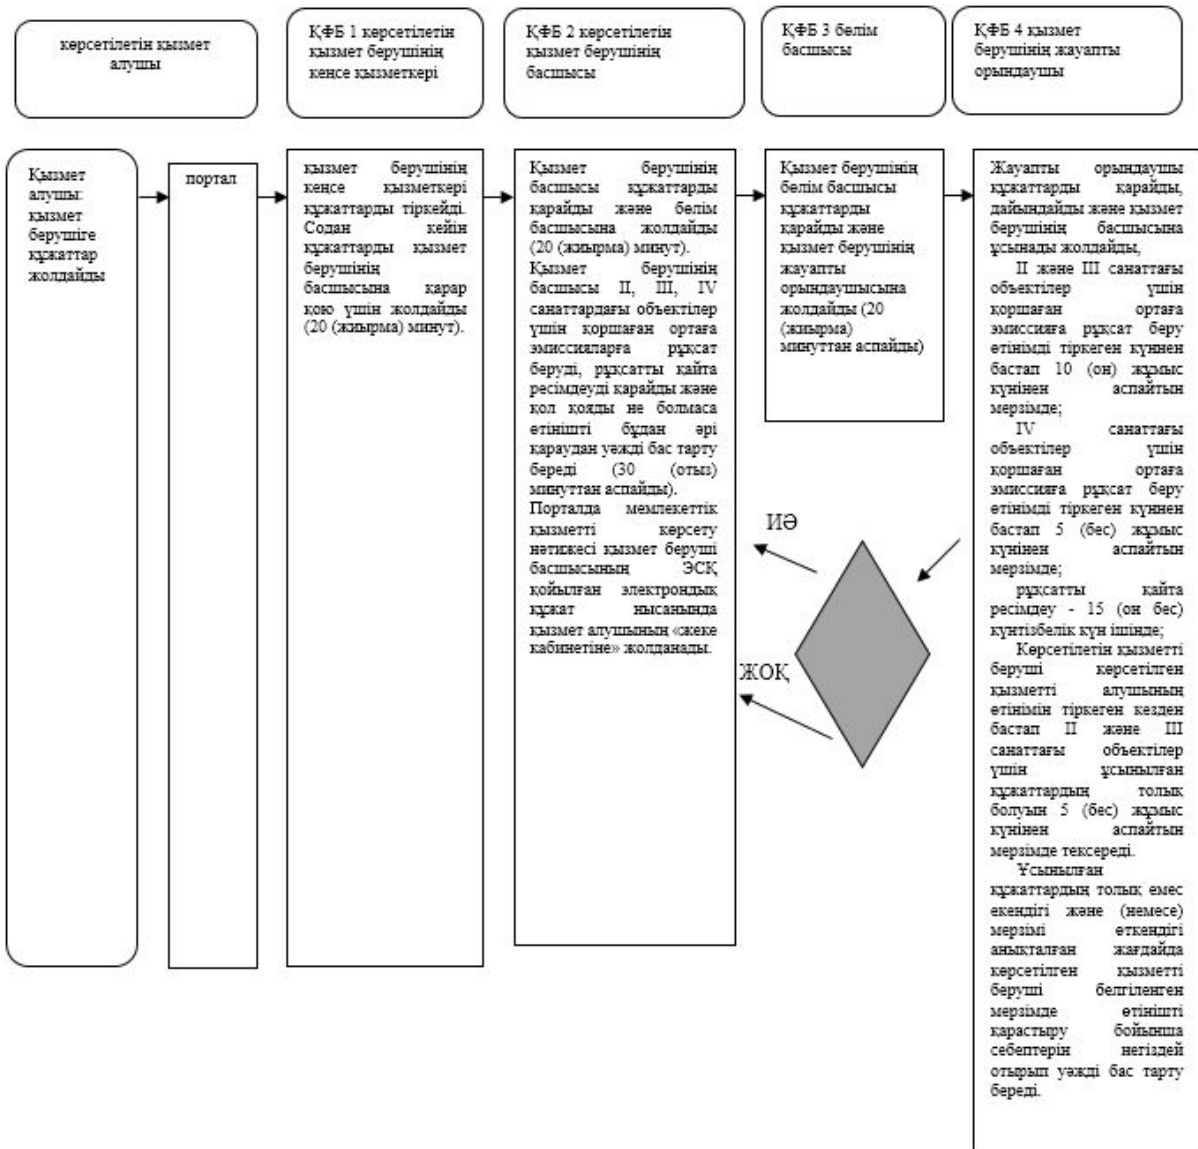 көрсетілетін қызмет
алушы
ҚФБ 1 көрсетілетін
қызмет берушінің
кеңсе қызметкері
ҚФБ 2 көрсетілетін
қызмет берушінің
басшысы
ҚФБ 3 бөлім
басшысы
ҚФБ 4 қызмет
берушінің жауапты
орындаушы
Қызмет
алушы:
қызмет
берушіге
құжаттар
жолдайды
портал
қызмет берушінің
кеңсе қызметкері
құжаттарды тіркейді.
Содан кейін
құжаттарды қызмет
берушінің
басшысына қарар
қою үшін жолдайды
(20 (жиырма) минут).
Қызмет берушінің
басшысы құжаттарды
қарайды және бөлім
басшысына жолдайды
(20 (жиырма) минут).
Қызмет берушінің
басшысы II, III, IV
санаттардағы объектілер
үшін қоршаған ортаға
эмиссияларға рұқсат
беруді, рұқсатты қайта
ресімдеуді қарайды және
қол қояды не болмаса
өтінішті бұдан әрі
қараудан уәжді бас тарту
береді (30 (отыз)
минуттан аспайды).
Порталда мемлекеттік
қызметті көрсету
нәтижесі қызмет беруші
басшысының ЭСҚ
қойылған электрондық
құжат нысанында
қызмет алушының «жеке
кабинетіне» жолданады.
Қызмет берушінің
бөлім басшысы
құжаттарды
қарайды және
қызмет берушінің
жауапты
орындаушысына
жолдайды (20
(жиырма)
минуттан аспайды)
ИӘ
ЖОҚ
Жауапты орындаушы
құжаттарды қарайды,
дайындайды және қызмет
берушінің басшысына
ұсынады жолдайды,
II және III санаттағы
объектілер үшін
қоршаған ортаға
эмиссияға рұқсат беру
өтінімді тіркеген күннен
бастап 10 (он) жұмыс
күнінен аспайтын
мерзімде;
IV санаттағы
объектілер үшін
қоршаған ортаға
эмиссияға рұқсат беру
өтінімді тіркеген күннен
бастап 5 (бес) жұмыс
күнінен аспайтын
мерзімде;
рұқсатты қайта
ресімдеу - 15 (он бес)
күнтізбелік күн ішінде;
Көрсетілетін қызметті
беруші көрсетілген
қызметті алушының
өтінімін тіркеген кезден
бастап II және III
санаттағы объектілер
үшін ұсынылған
құжаттардың толық
болуын 5 (бес) жұмыс
күнінен аспайтын
мерзімде тексереді.
Ұсынылған
құжаттардың толық емес
екендігі және (немесе)
мерзімі өткендігі
анықталған жағдайда
көрсетілген қызметті
беруші белгіленген
мерзімде өтінішті
қарастыру бойынша
себептерін негіздей
отырып уәжді бас тарту
береді.